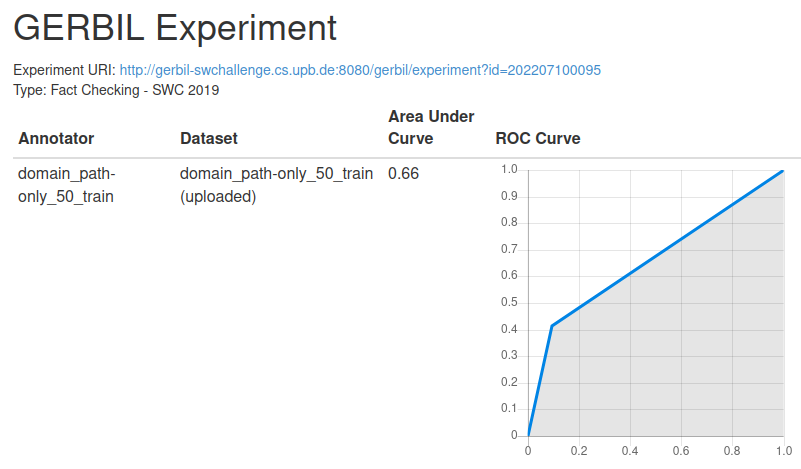 GERBIL Experiment
Experiment URI: http://gerbil-swchallenge.cs.upb.de:8080/gerbil/experiment?id=202207100095
Type: Fact Checking - SWC 2019
Annotator Dataset Area Under Curve ROC Curve
domain_path-only_50_train domain_path-only_50_train (uploaded) 0.66
1.0
0.9
0.8
0.7
0.6
0.5
0.4
0.3
0.2
0.1
0
0 0.2 0.4 0.6 0.8 1.0